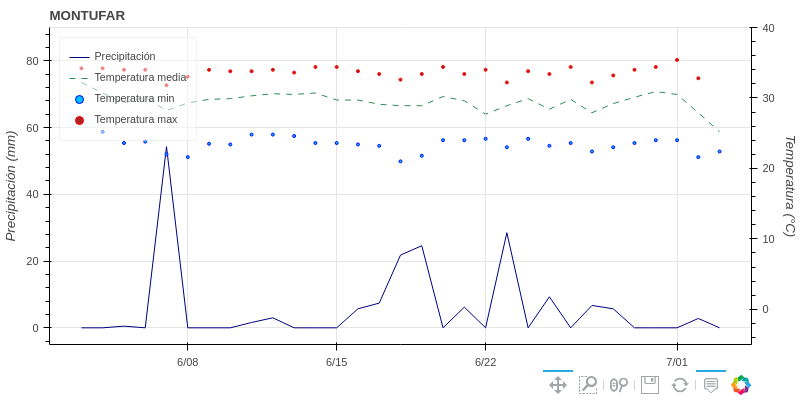 MONTUFAR
Precipitación
Temperatura media
Temperatura min
Temperatura max
Precipitación (mm)
80
60
40
20
0
40
30
20
10
0
Temperatura (°C)
6/08
6/15
6/22
7/01